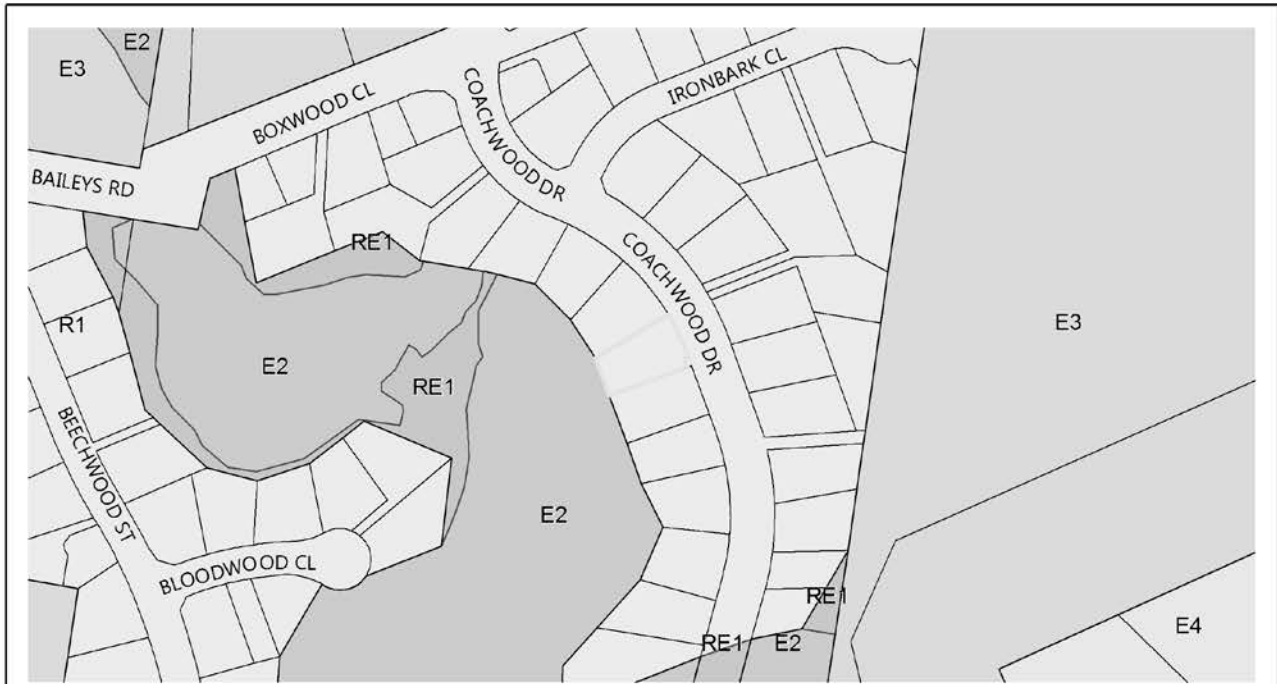 E2
E3
BOXWOOD CL
COACHWOOD DR
IRONBARK CL
BAILEYS RD
RE1
COACHWOOD DR
R1
E2
RE1
E3
BEECHWOOD ST
E2
BLOODWOOD CL
RE1
RE1
E2
E4